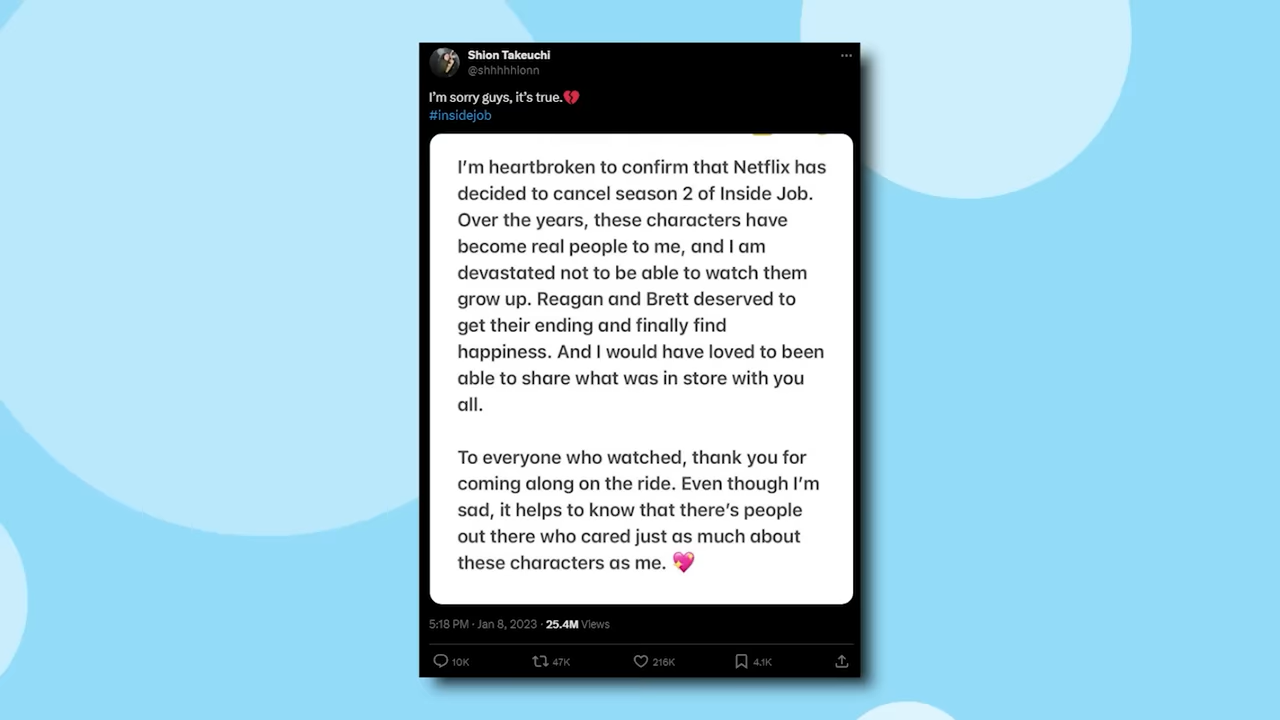 Shion Takeuchi
@shhhhhionn
I'm sorry guys, it's true.💔
#insidejob
I'm heartbroken to confirm that Netflix has
decided to cancel season 2 of Inside Job.
Over the years, these characters have
become real people to me, and I am
devastated not to be able to watch them
grow up. Reagan and Brett deserved to
get their ending and finally find
happiness. And I would have loved to been
able to share what was in store with you
all.
To everyone who watched, thank you for
coming along on the ride. Even though I'm
sad, it helps to know that there's people
out there who cared just as much about
these characters as me. 💖
5:18 PM · Jan 8, 2023 · 25.4M Views
10K 47K 216K 4.1K